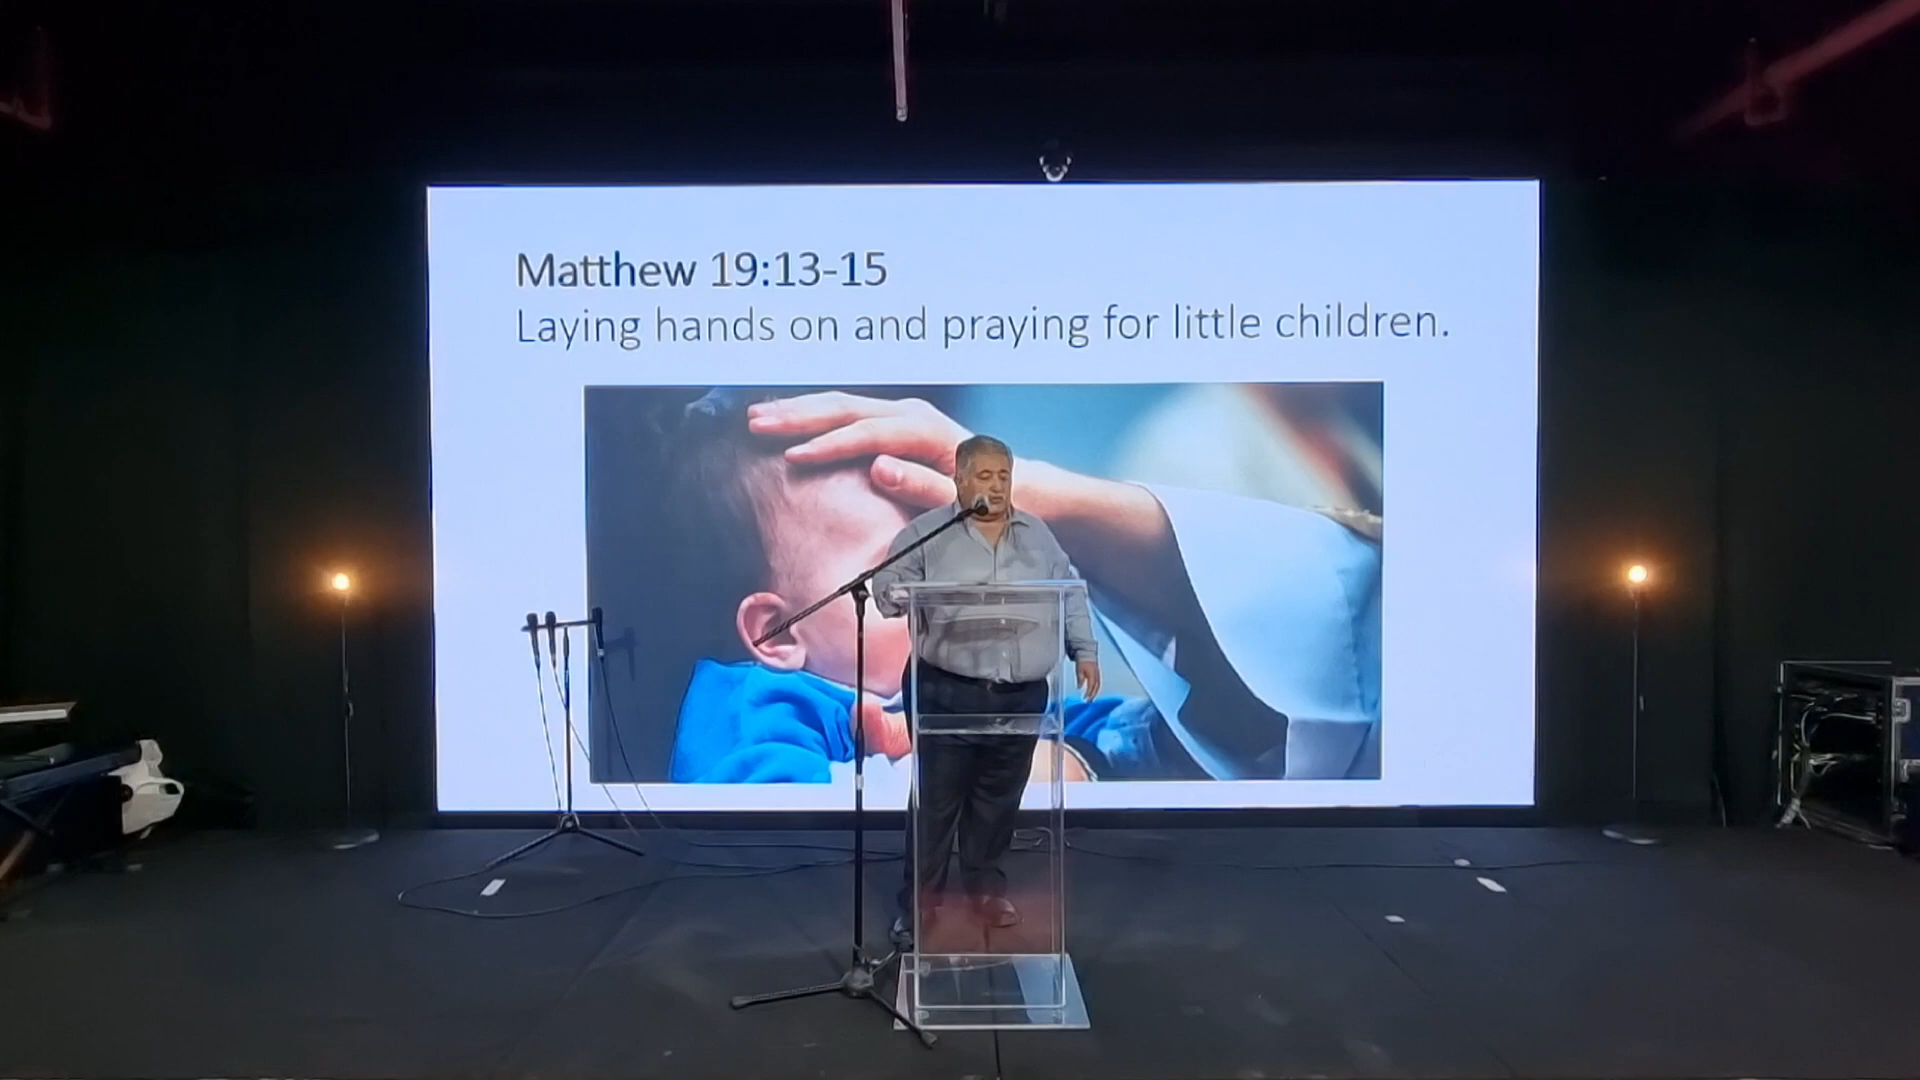 Matthew 19:13-15
Laying hands on and praying for little children.